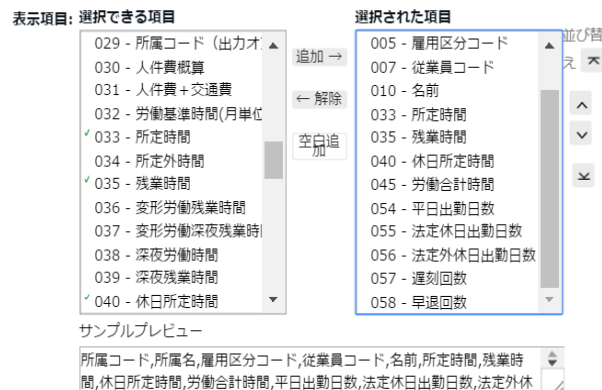 表示項目: 選択できる項目
029 - 所属コード（出力オ
030 - 人件費概算
031 - 人件費＋交通費
032 - 労働基準時間(月単位
033 - 所定時間
034 - 所定外時間
035 - 残業時間
036 - 変形労働残業時間
037 - 変形労働深夜残業時
038 - 深夜労働時間
039 - 深夜残業時間
040 - 休日所定時間
追加 →
← 解除
空白追
加
選択された項目
005 - 雇用区分コード
007 - 従業員コード
010 - 名前
033 - 所定時間
035 - 残業時間
040 - 休日所定時間
045 - 労働合計時間
054 - 平日出勤日数
055 - 法定休日出勤日数
056 - 法定外休日出勤日数
057 - 遅刻回数
058 - 早退回数
並び替
え
サンプルプレビュー
所属コード,所属名,雇用区分コード,従業員コード,名前,所定時間,残業時
間,休日所定時間,労働合計時間,平日出勤日数,法定休日出勤日数,法定外休